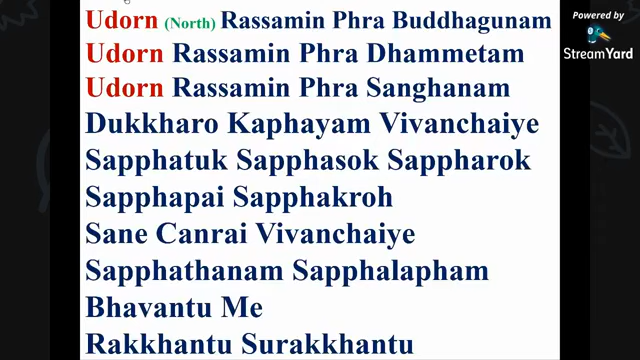 Udorn (North) Rassamin Phra Buddhagunam
Udorn Rassamin Phra Dhammetam
Udorn Rassamin Phra Sanghanam
Dukkharo Kaphayam Vivanchaiye
Sapphatuk Sapphasok Sappharok
Sapphapai Sapphakroh
Sane Canrai Vivanchaiye
Sapphathanam Sapphalapham
Bhavantu Me
Rakkhantu Surakkhantu
Powered by
StreamYard